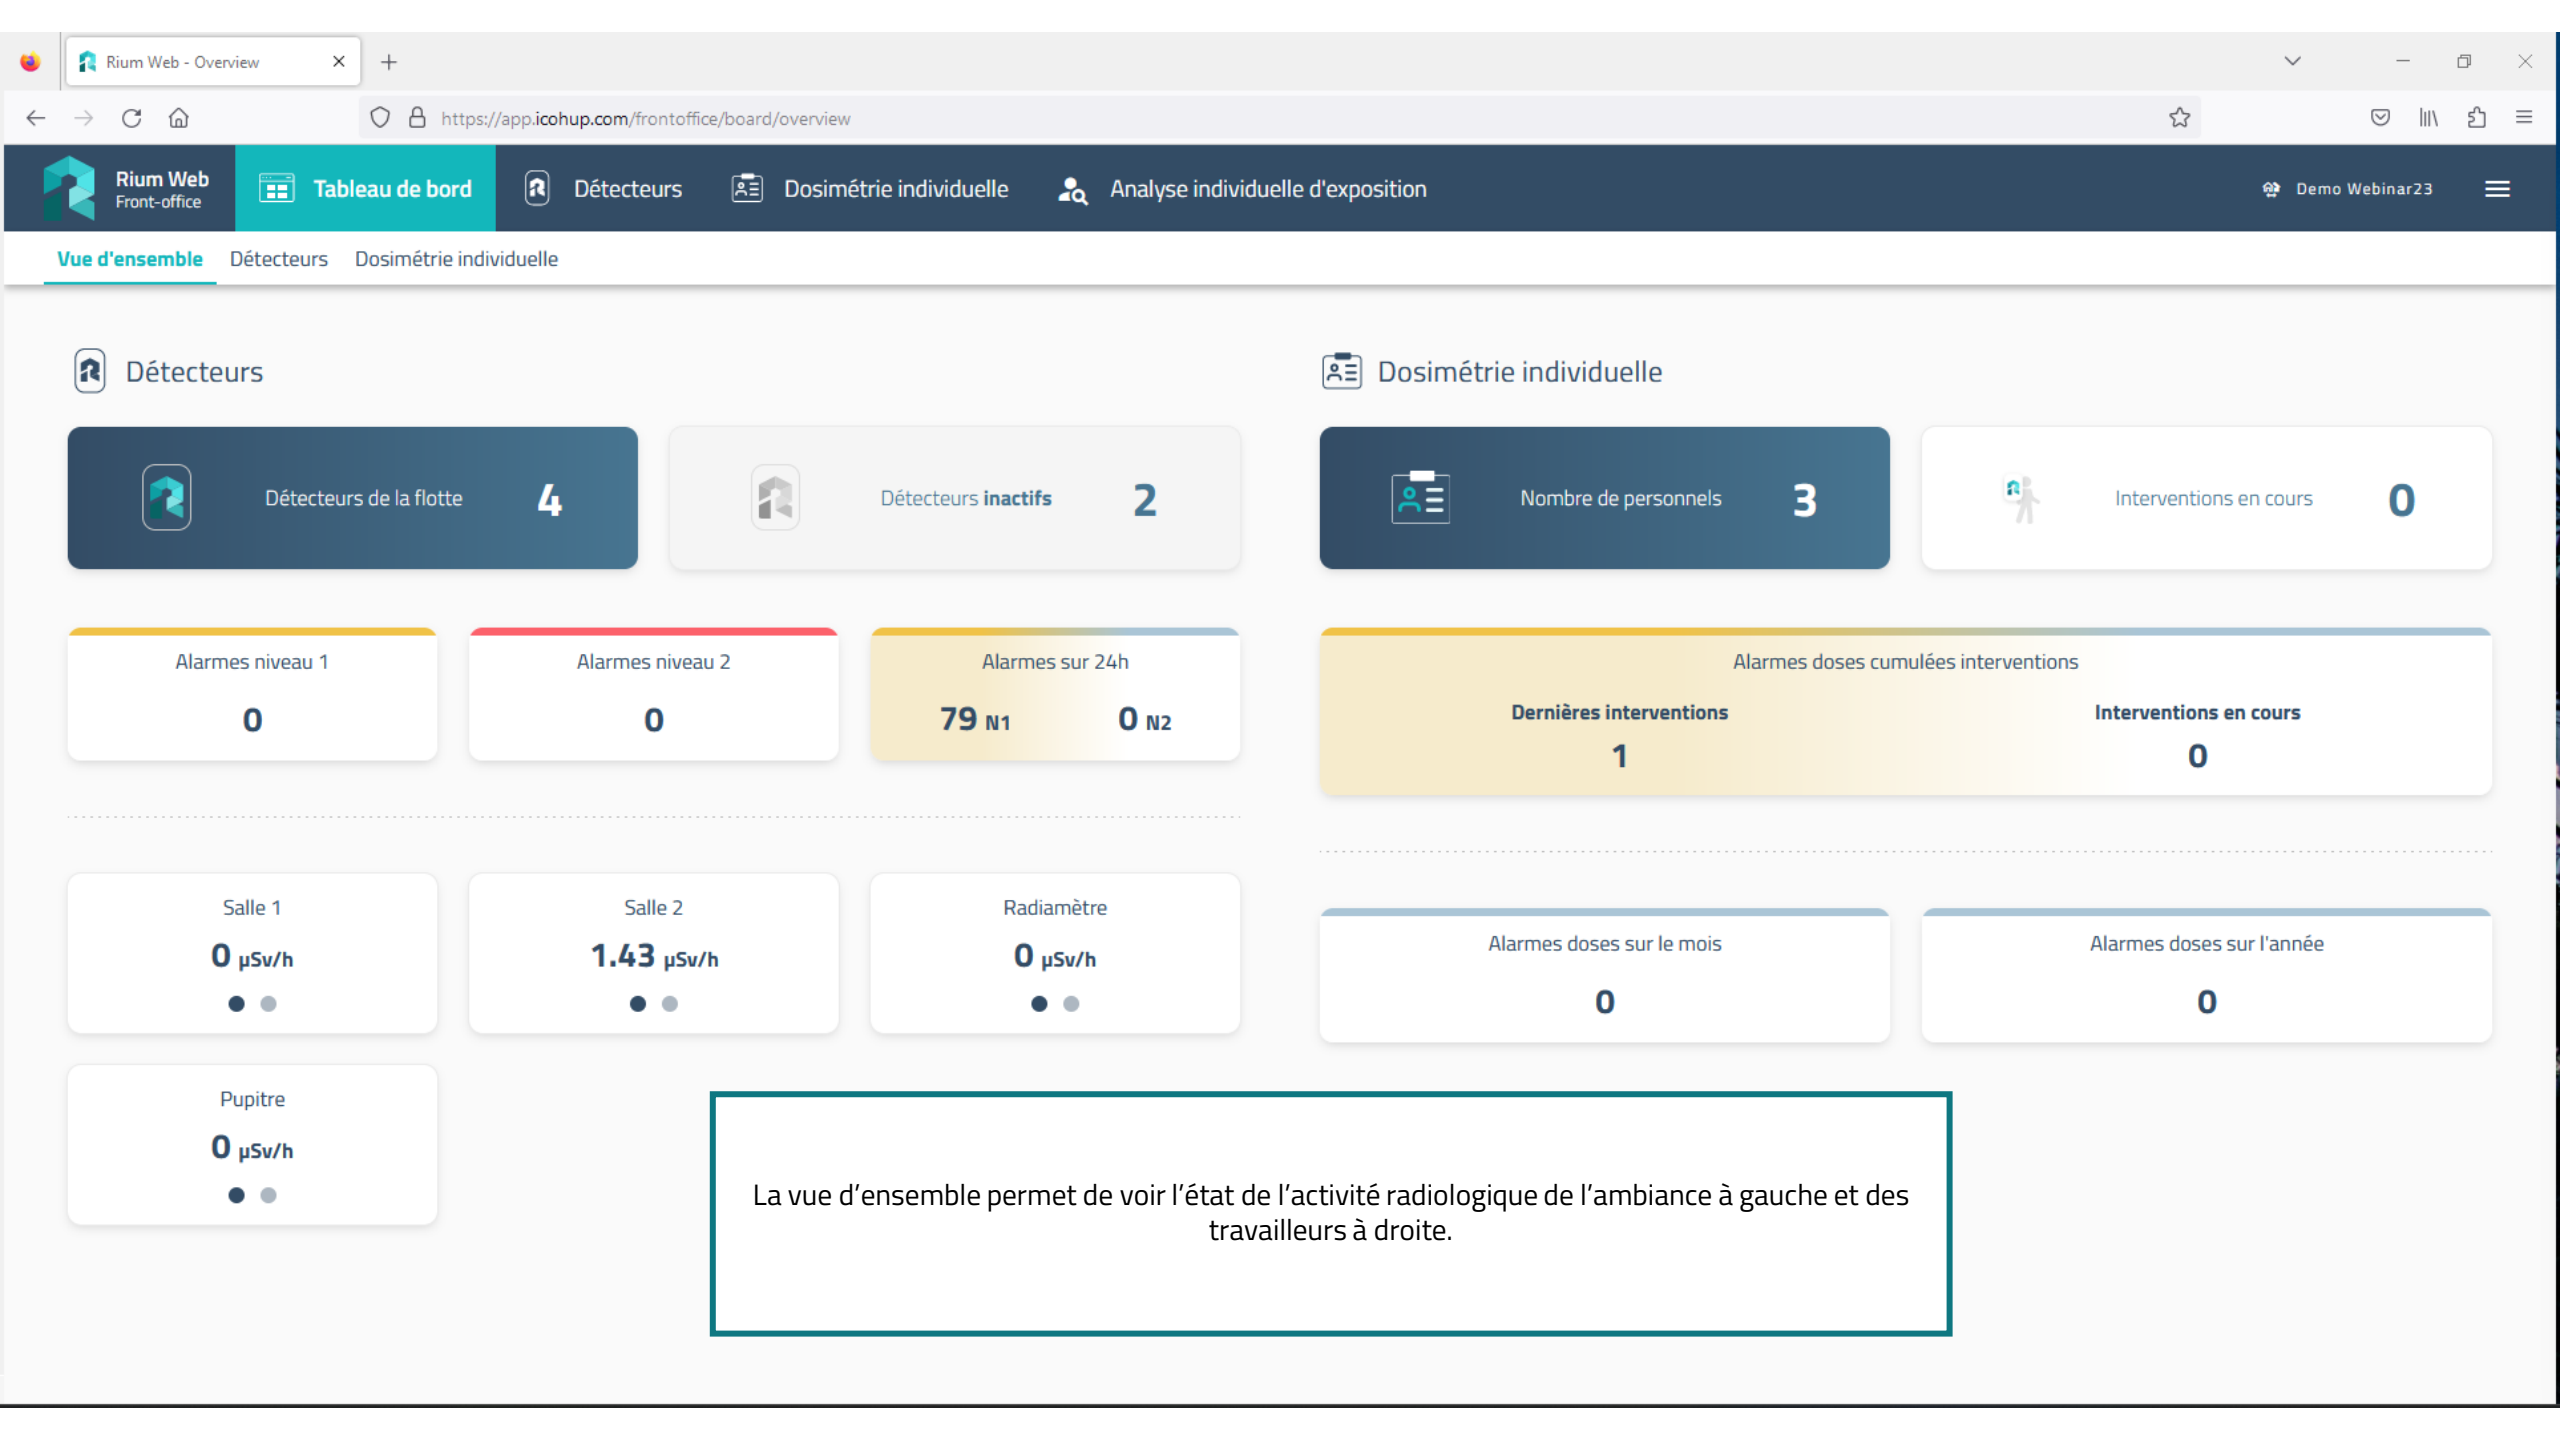 Rium Web - Overview
https://app.icohup.com/frontoffice/board/overview
Rium Web
Front-office
Tableau de bord
Détecteurs
Dosimétrie individuelle
Analyse individuelle d'exposition
Demo Webinar23
Vue d'ensemble
Détecteurs
Dosimétrie individuelle
Détecteurs
Détecteurs de la flotte 4
Détecteurs inactifs 2
Alarmes niveau 1
0
Alarmes niveau 2
0
Alarmes sur 24h
79 N1 0 N2
Salle 1
0 µSv/h
Salle 2
1.43 µSv/h
Radiamètre
0 µSv/h
Pupitre
0 µSv/h
Dosimétrie individuelle
Nombre de personnels 3
Interventions en cours 0
Alarmes doses cumulées interventions
Dernières interventions
1
Interventions en cours
0
Alarmes doses sur le mois
0
Alarmes doses sur l'année
0
La vue d’ensemble permet de voir l’état de l’activité radiologique de l’ambiance à gauche et des
travailleurs à droite.